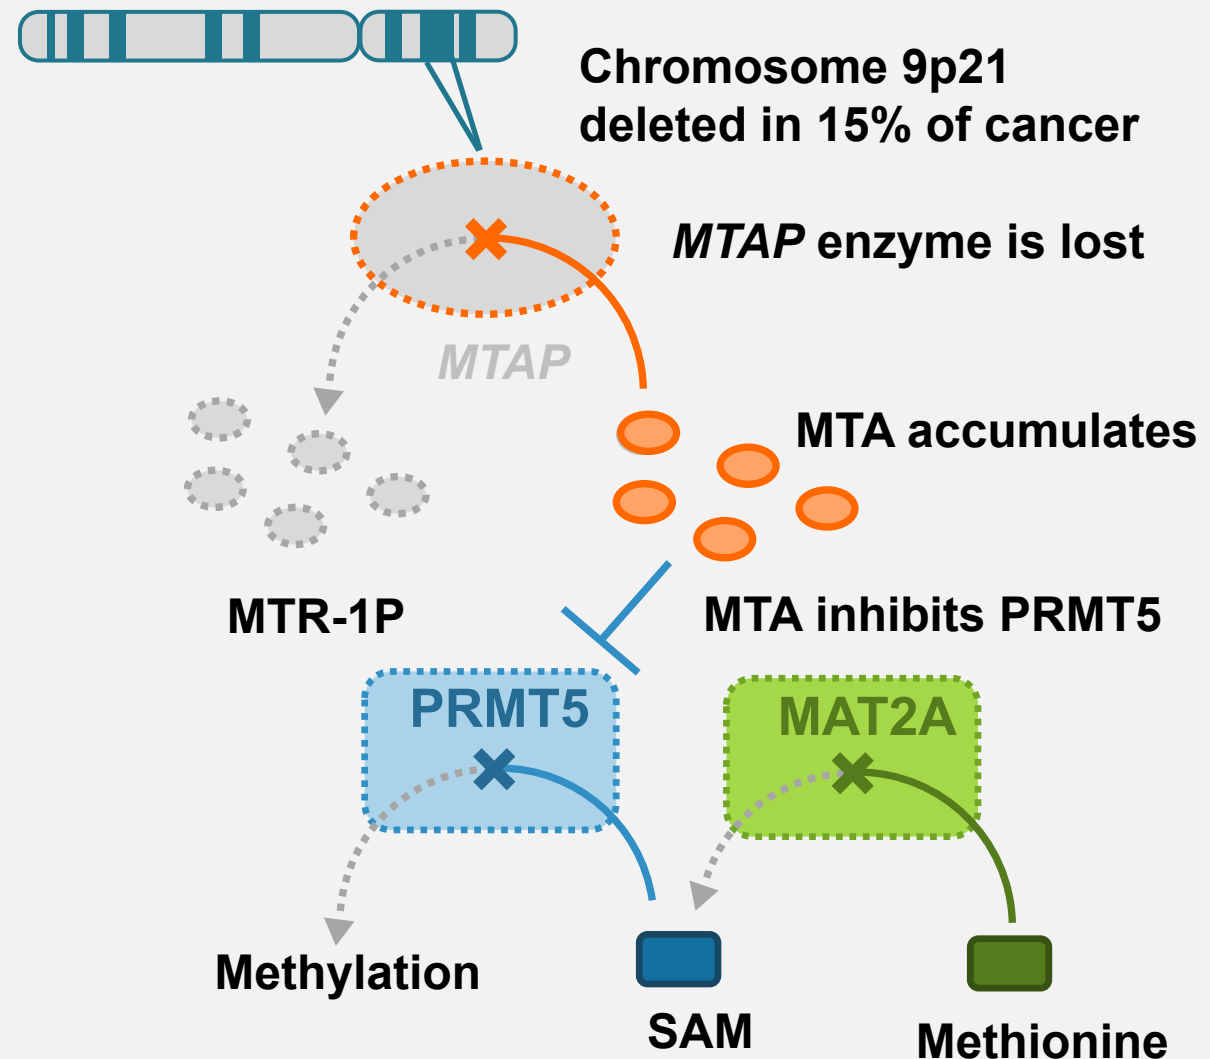 Chromosome 9p21
deleted in 15% of cancer
MTAP enzyme is lost
MTAP
MTA accumulates
MTR-1P
MTA inhibits PRMT5
PRMT5
MAT2A
Methylation
SAM
Methionine